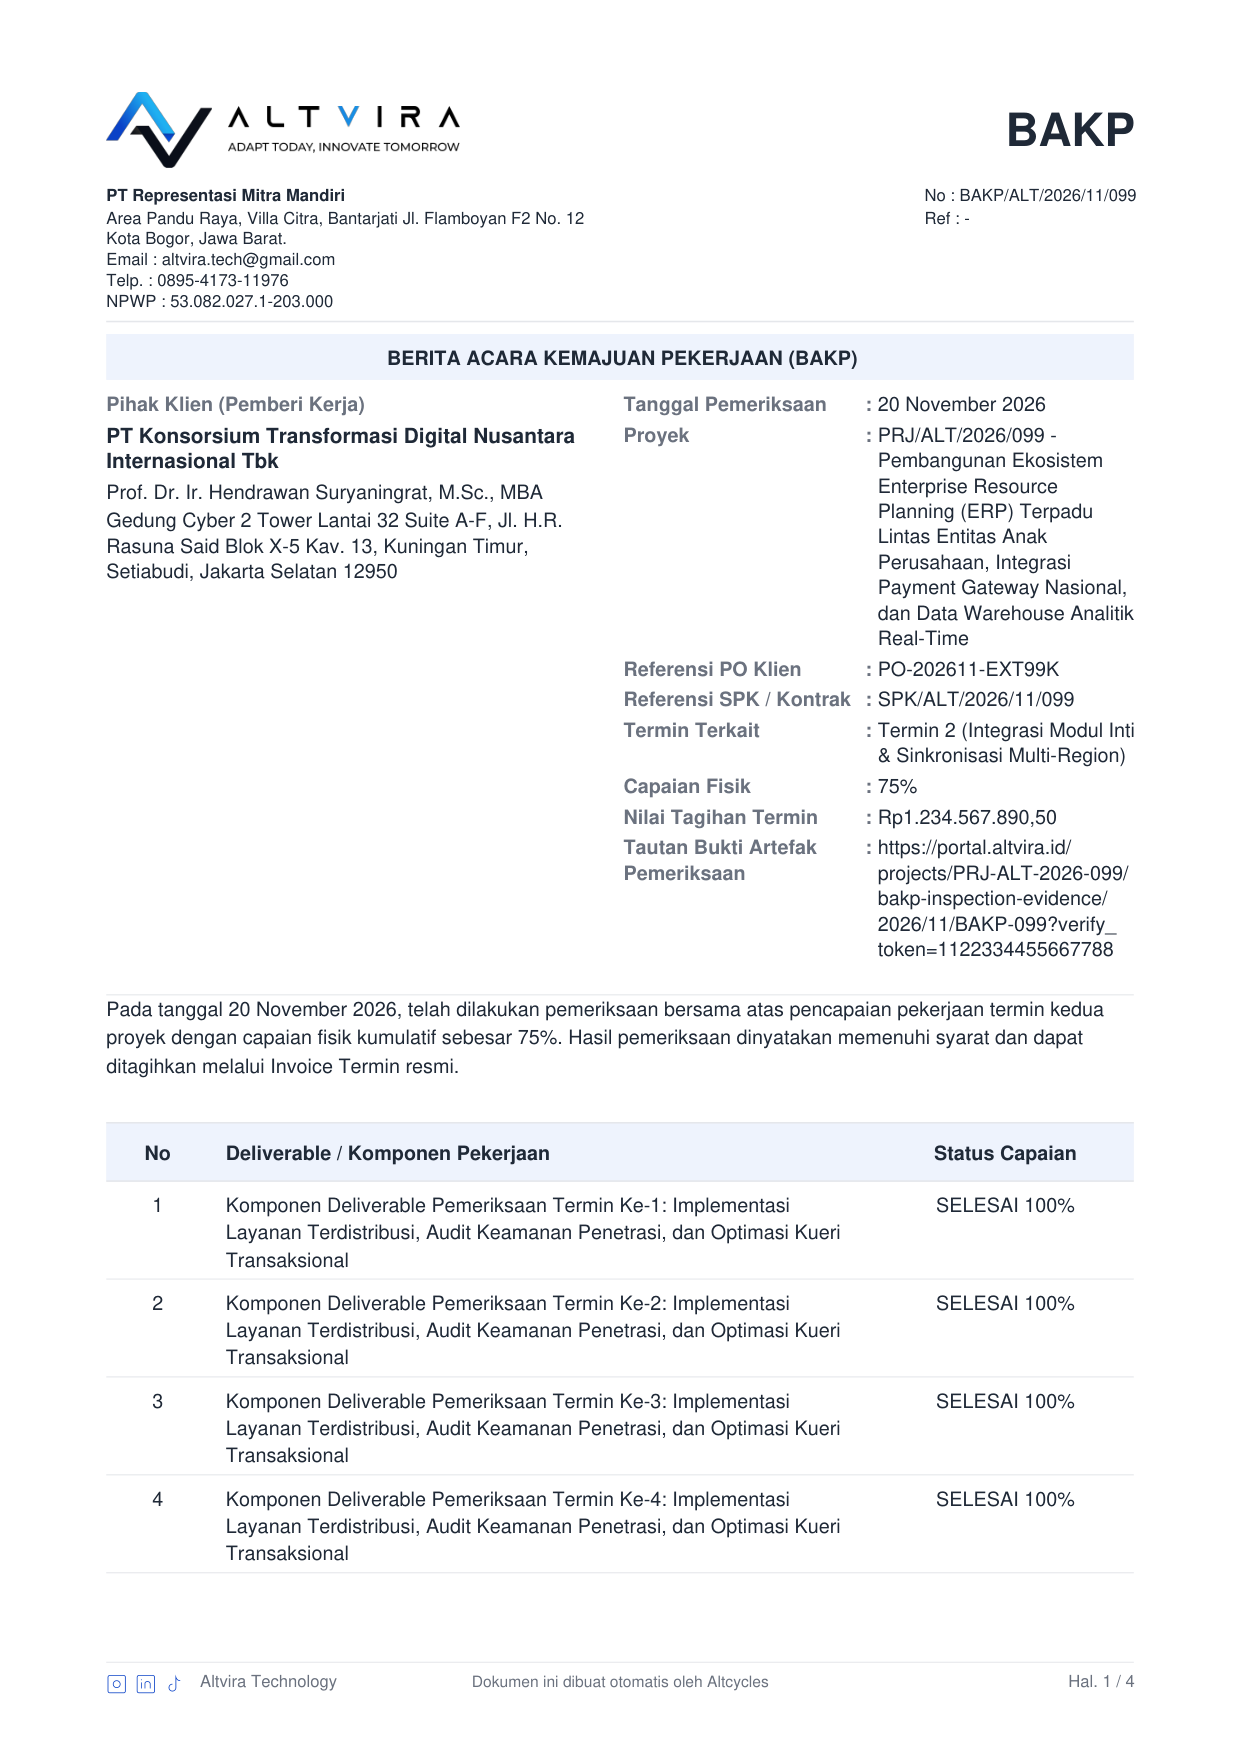 ALTVIRA
ADAPT TODAY, INNOVATE TOMORROW
BAKP
PT Representasi Mitra Mandiri
Area Pandu Raya, Villa Citra, Bantarjati Jl. Flamboyan F2 No. 12
Kota Bogor, Jawa Barat.
Email : altvira.tech@gmail.com
Telp. : 0895-4173-11976
NPWP : 53.082.027.1-203.000
No : BAKP/ALT/2026/11/099
Ref : -
BERITA ACARA KEMAJUAN PEKERJAAN (BAKP)
Pihak Klien (Pemberi Kerja)
PT Konsorsium Transformasi Digital Nusantara
Internasional Tbk
Prof. Dr. Ir. Hendrawan Suryaningrat, M.Sc., MBA
Gedung Cyber 2 Tower Lantai 32 Suite A-F, Jl. H.R.
Rasuna Said Blok X-5 Kav. 13, Kuningan Timur,
Setiabudi, Jakarta Selatan 12950
Tanggal Pemeriksaan : 20 November 2026
Proyek : PRJ/ALT/2026/099 -
Pembangunan Ekosistem
Enterprise Resource
Planning (ERP) Terpadu
Lintas Entitas Anak
Perusahaan, Integrasi
Payment Gateway Nasional,
dan Data Warehouse Analitik
Real-Time
Referensi PO Klien : PO-202611-EXT99K
Referensi SPK / Kontrak : SPK/ALT/2026/11/099
Termin Terkait : Termin 2 (Integrasi Modul Inti
& Sinkronisasi Multi-Region)
Capaian Fisik : 75%
Nilai Tagihan Termin : Rp1.234.567.890,50
Tautan Bukti Artefak : https://portal.altvira.id/
Pemeriksaan projects/PRJ-ALT-2026-099/
bakp-inspection-evidence/
2026/11/BAKP-099?verify_
token=1122334455667788
Pada tanggal 20 November 2026, telah dilakukan pemeriksaan bersama atas pencapaian pekerjaan termin kedua
proyek dengan capaian fisik kumulatif sebesar 75%. Hasil pemeriksaan dinyatakan memenuhi syarat dan dapat
ditagihkan melalui Invoice Termin resmi.
No Deliverable / Komponen Pekerjaan Status Capaian
1 Komponen Deliverable Pemeriksaan Termin Ke-1: Implementasi SELESAI 100%
Layanan Terdistribusi, Audit Keamanan Penetrasi, dan Optimasi Kueri
Transaksional
2 Komponen Deliverable Pemeriksaan Termin Ke-2: Implementasi SELESAI 100%
Layanan Terdistribusi, Audit Keamanan Penetrasi, dan Optimasi Kueri
Transaksional
3 Komponen Deliverable Pemeriksaan Termin Ke-3: Implementasi SELESAI 100%
Layanan Terdistribusi, Audit Keamanan Penetrasi, dan Optimasi Kueri
Transaksional
4 Komponen Deliverable Pemeriksaan Termin Ke-4: Implementasi SELESAI 100%
Layanan Terdistribusi, Audit Keamanan Penetrasi, dan Optimasi Kueri
Transaksional
Altvira Technology Dokumen ini dibuat otomatis oleh Altcycles Hal. 1 / 4